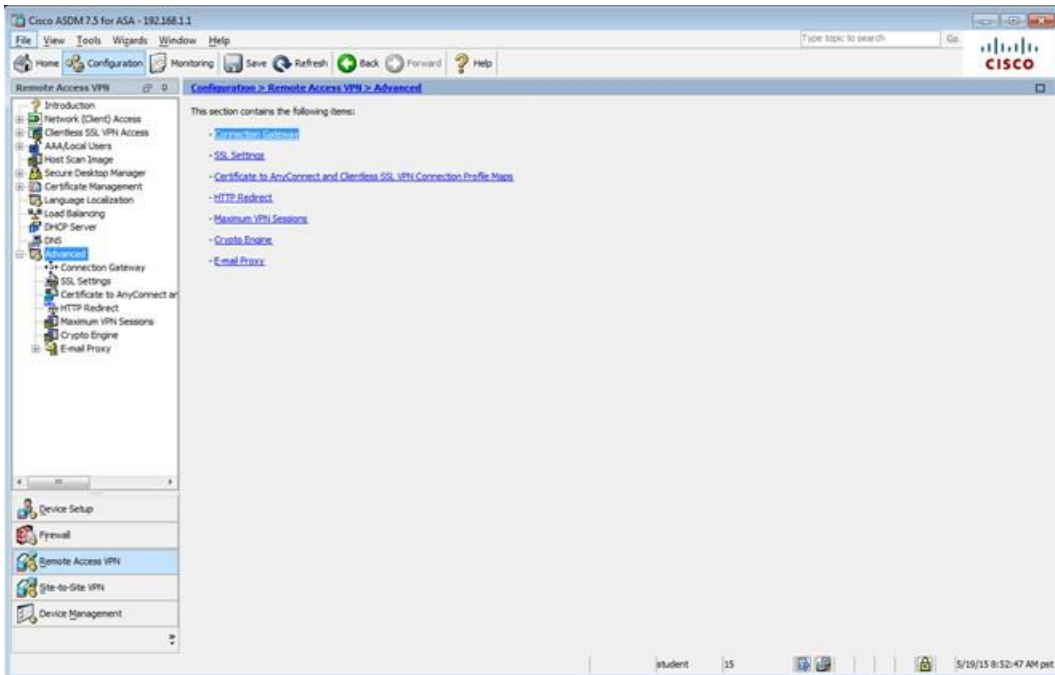 Cisco ASDM 7.5 for ASA - 192.168.1.1
File View Tools Wizards Window Help
Type topic to search Go
Home Configuration Monitoring Save Refresh Back Forward Help
CISCO
Remote Access VPN
Configuration > Remote Access VPN > Advanced
Introduction
Network (Client) Access
Clientless SSL VPN Access
AAA/Local Users
Host Scan Image
Secure Desktop Manager
Certificate Management
Language Localization
Load Balancing
DHCP Server
DNS
Advanced
Connection Gateway
SSL Settings
Certificate to AnyConnect an
HTTP Redirect
Maximum VPN Sessions
Crypto Engine
E-mail Proxy
This section contains the following items:
- Connection Gateway
- SSL Settings
- Certificate to AnyConnect and Clientless SSL VPN Connection Profile Maps
- HTTP Redirect
- Maximum VPN Sessions
- Crypto Engine
- E-mail Proxy
Device Setup
Firewall
Remote Access VPN
Site-to-Site VPN
Device Management
student 15 5/19/15 8:52:47 AM pst